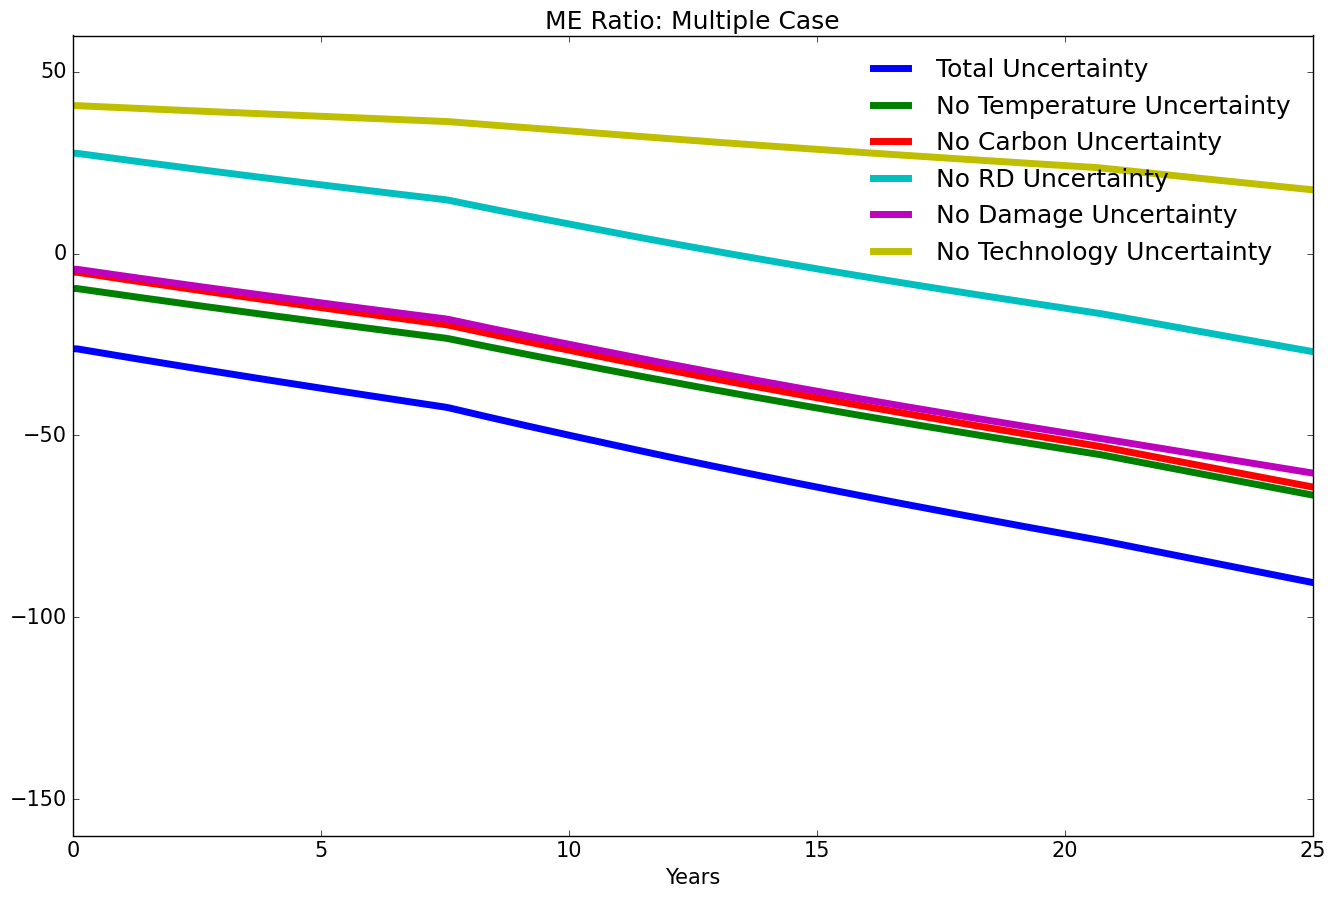 ME Ratio: Multiple Case
50
0
−50
−100
−150
Total Uncertainty
No Temperature Uncertainty
No Carbon Uncertainty
No RD Uncertainty
No Damage Uncertainty
No Technology Uncertainty
0 5 10 15 20 25
Years